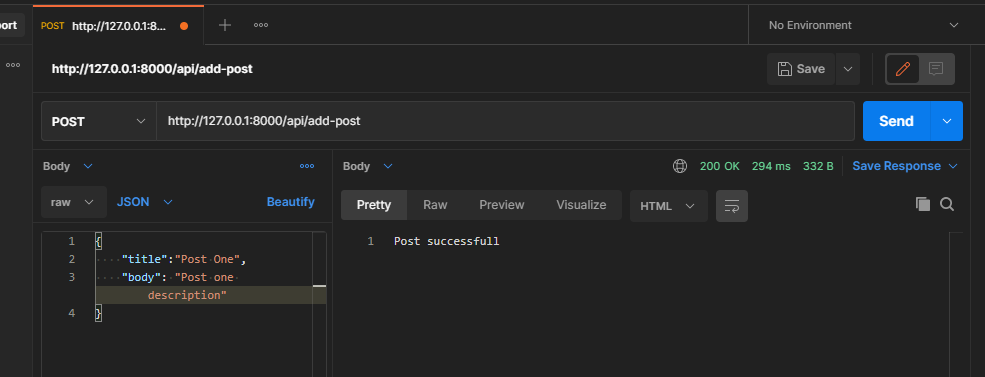 port
POST http://127.0.0.1:8...
No Environment
http://127.0.0.1:8000/api/add-post
Save
POST
http://127.0.0.1:8000/api/add-post
Send
Body
Body
200 OK 294 ms 332 B Save Response
raw JSON Beautify
Pretty Raw Preview Visualize HTML
1 {
2 "title":"Post One",
3 "body": "Post one
description"
4 }
1 Post successfull